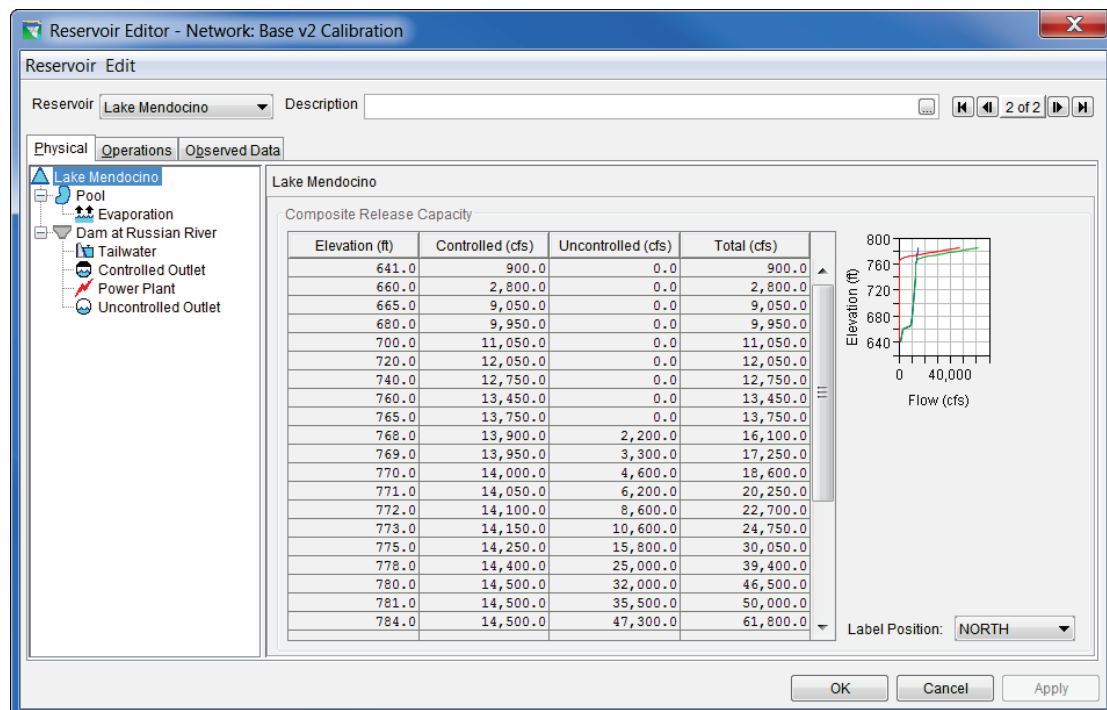 Reservoir Editor - Network: Base v2 Calibration
X
Reservoir Edit
Reservoir Lake Mendocino Description ... 2 of 2
Physical Operations Observed Data
Lake Mendocino
Pool
Evaporation
Dam at Russian River
Tailwater
Controlled Outlet
Power Plant
Uncontrolled Outlet
Lake Mendocino
Composite Release Capacity
Elevation (ft) Controlled (cfs) Uncontrolled (cfs) Total (cfs)
641.0 900.0 0.0 900.0
660.0 2,800.0 0.0 2,800.0
665.0 9,050.0 0.0 9,050.0
680.0 9,950.0 0.0 9,950.0
700.0 11,050.0 0.0 11,050.0
720.0 12,050.0 0.0 12,050.0
740.0 12,750.0 0.0 12,750.0
760.0 13,450.0 0.0 13,450.0
765.0 13,750.0 0.0 13,750.0
768.0 13,900.0 2,200.0 16,100.0
769.0 13,950.0 3,300.0 17,250.0
770.0 14,000.0 4,600.0 18,600.0
771.0 14,050.0 6,200.0 20,250.0
772.0 14,100.0 8,600.0 22,700.0
773.0 14,150.0 10,600.0 24,750.0
775.0 14,250.0 15,800.0 30,050.0
778.0 14,400.0 25,000.0 39,400.0
780.0 14,500.0 32,000.0 46,500.0
781.0 14,500.0 35,500.0 50,000.0
784.0 14,500.0 47,300.0 61,800.0
Elevation (ft)
800
760
720
680
640
0 40,000
Flow (cfs)
Label Position: NORTH
OK Cancel Apply